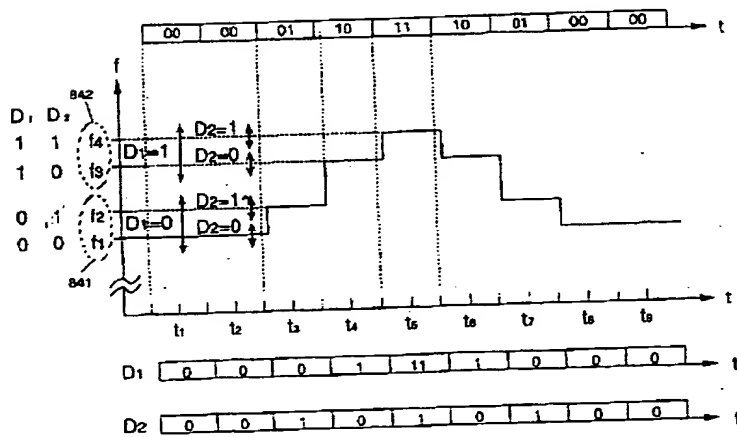 00 00 01 10 11 10 01 00 00 t
842
f
D1 D2
1 1 f4 D1=1 D2=1
1 0 f3 D2=0
0 1 f2 D1=0 D2=1
0 0 f1 D2=0
841
t
t1 t2 t3 t4 t5 t6 t7 t8 t9
D1 0 0 0 1 11 1 0 0 0 t
D2 0 0 1 0 1 0 1 0 0 t